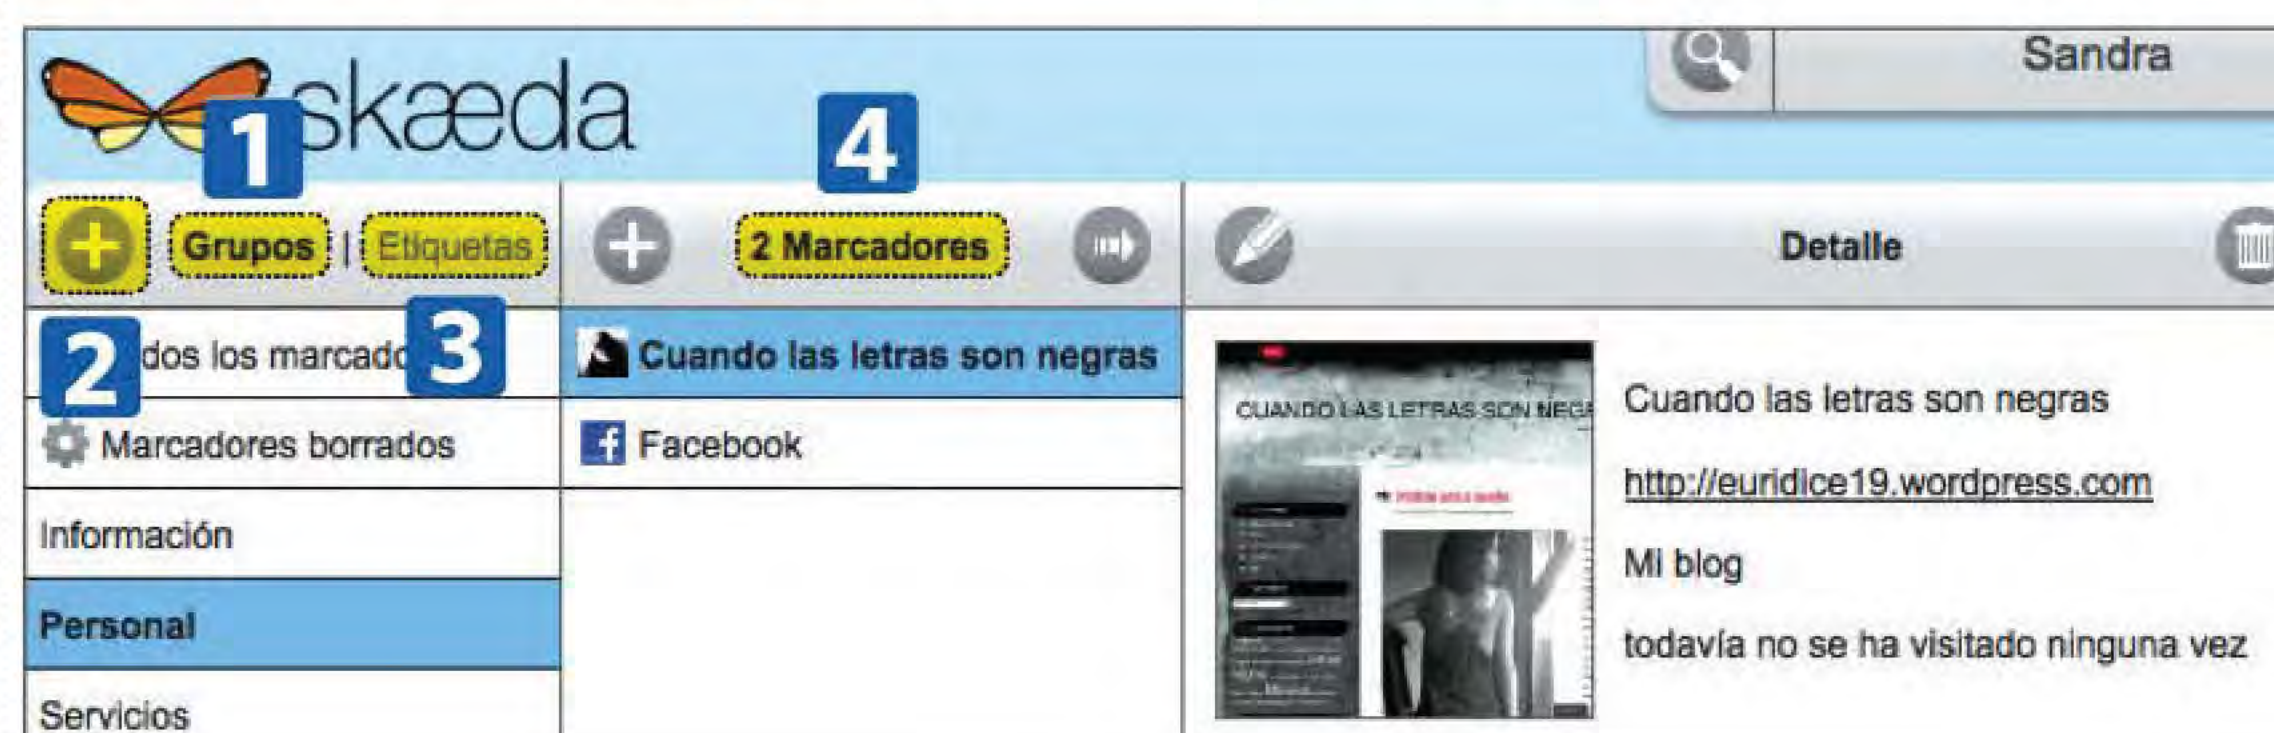 skæda
Sandra
1
4
Grupos | Etiquetas
2 Marcadores
Detalle
2
dos los marcado
3
Cuando las letras son negras
Marcadores borrados
Facebook
Información
Personal
Servicios
CUANDO LAS LETRAS SON NEGR
Cuando las letras son negras
http://euridice19.wordpress.com
Mi blog
todavía no se ha visitado ninguna vez